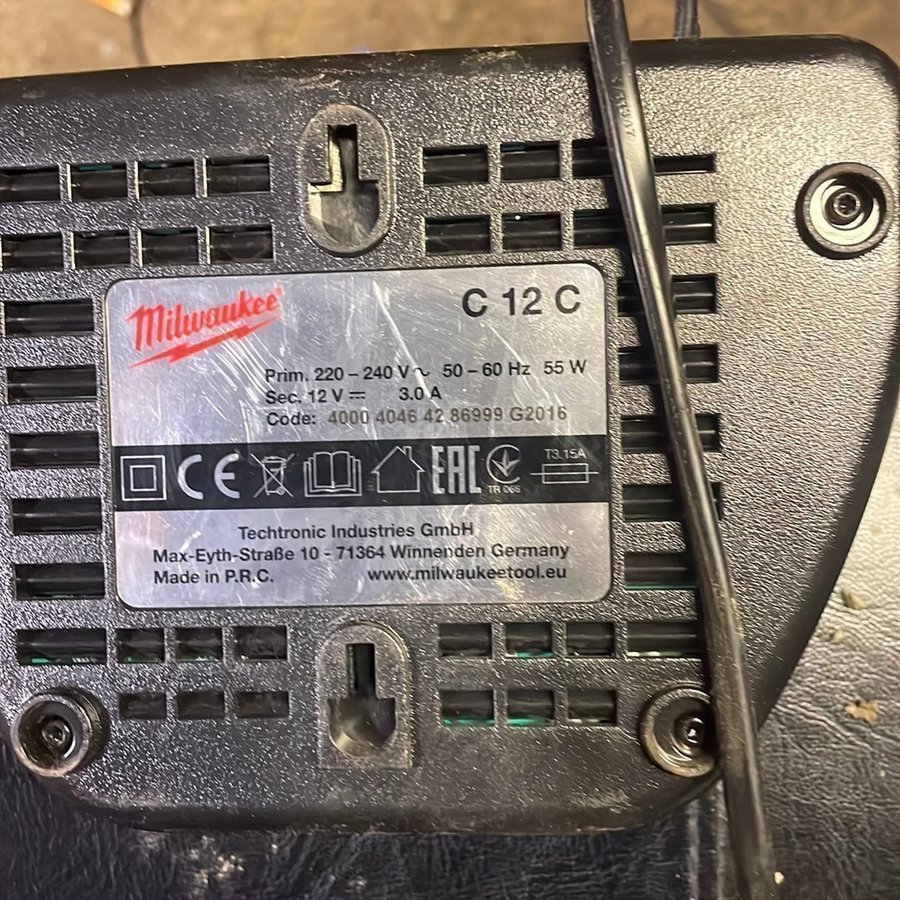 Milwaukee
C 12 C
Prim. 220 – 240 V ~ 50 – 60 Hz 55 W
Sec. 12 V ⎓ 3.0 A
Code: 4000 4046 42 86999 G2016
CE
EAC
TR 066
T3.15A
Techtronic Industries GmbH
Max-Eyth-Straße 10 - 71364 Winnenden Germany
Made in P.R.C.
www.milwaukeetool.eu